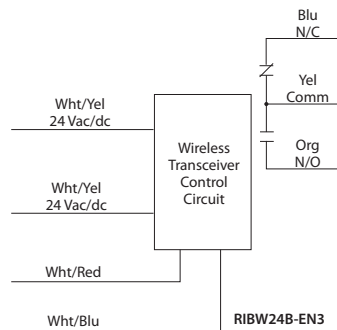 Blu
N/C
Yel
Comm
Wht/Yel
24 Vac/dc
Wireless
Transceiver
Control
Circuit
Org
N/O
Wht/Yel
24 Vac/dc
Wht/Red
Wht/Blu
RIBW24B-EN3